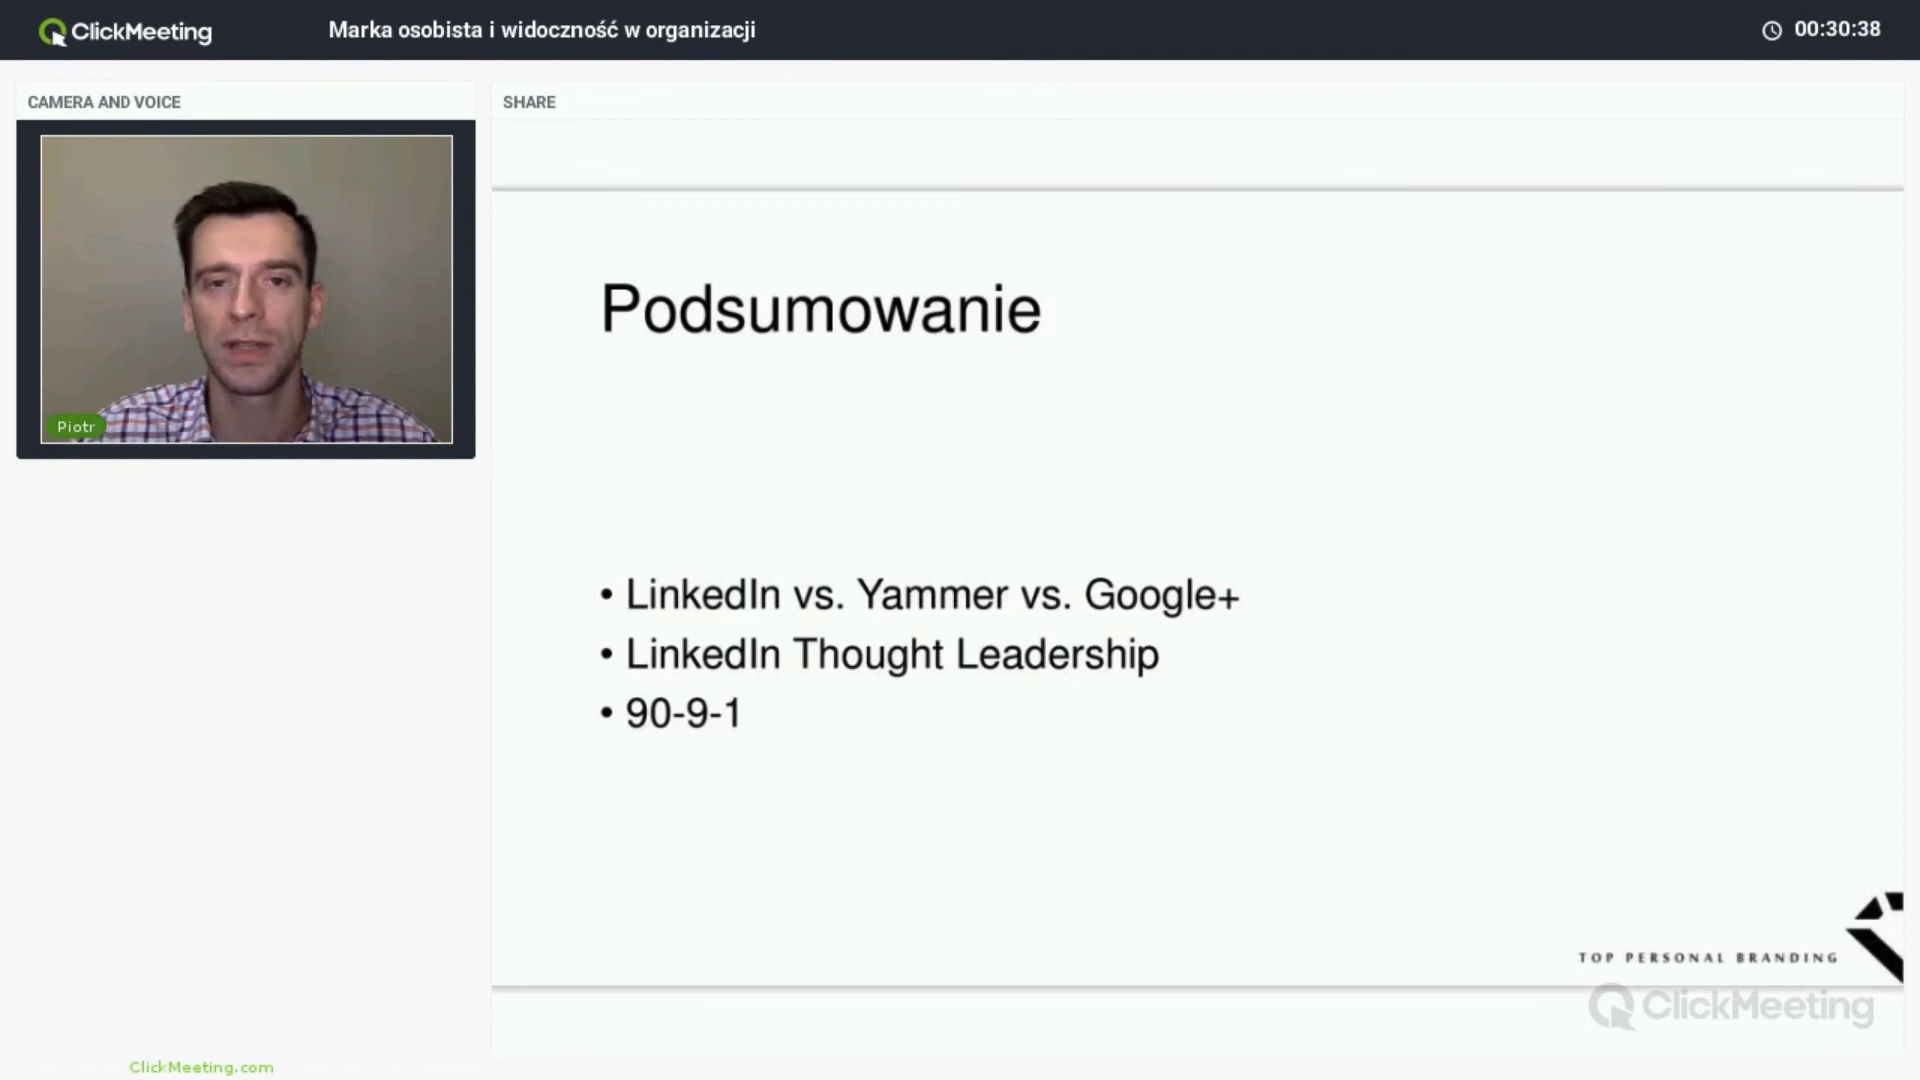 ClickMeeting
Marka osobista i widoczność w organizacji
00:30:38
CAMERA AND VOICE
SHARE
Piotr
Podsumowanie
• LinkedIn vs. Yammer vs. Google+
• LinkedIn Thought Leadership
• 90-9-1
TOP PERSONAL BRANDING
ClickMeeting
ClickMeeting.com